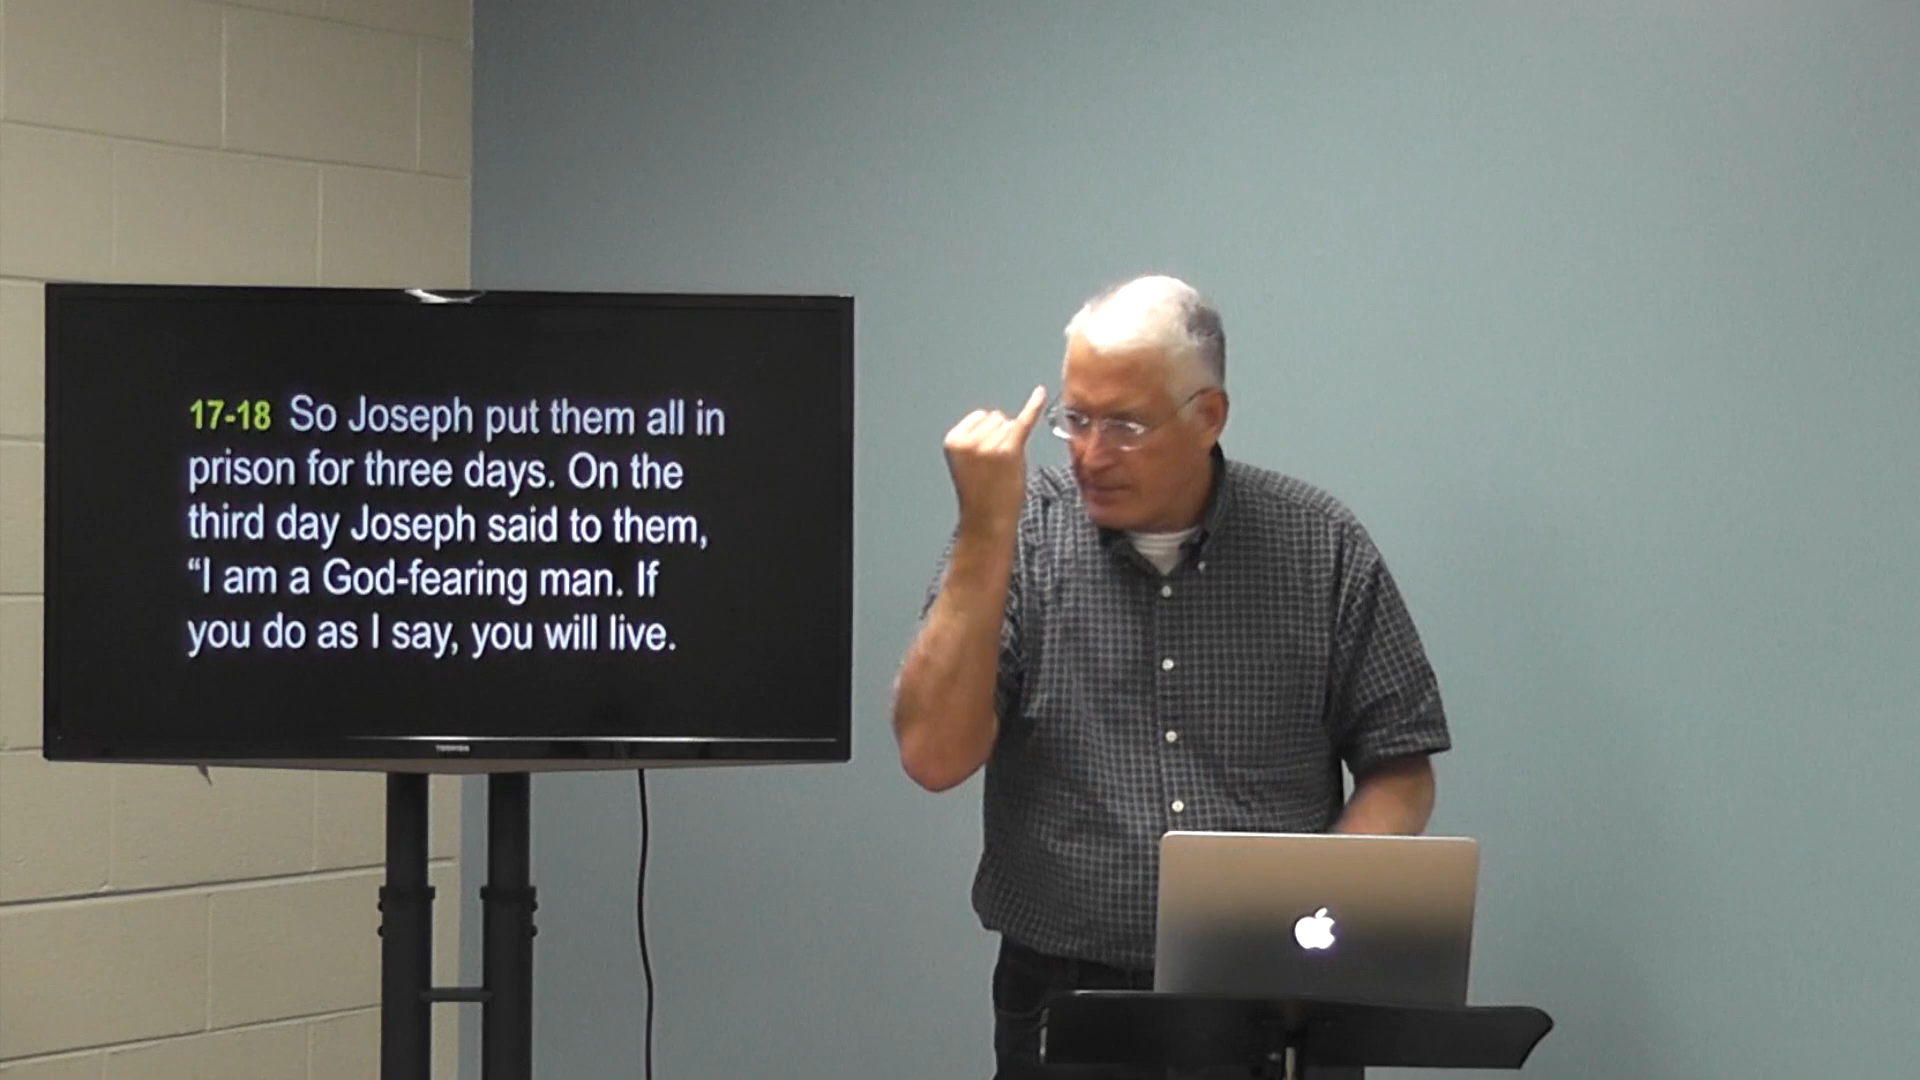 17-18 So Joseph put them all in
prison for three days. On the
third day Joseph said to them,
“I am a God-fearing man. If
you do as I say, you will live.
TOSHIBA